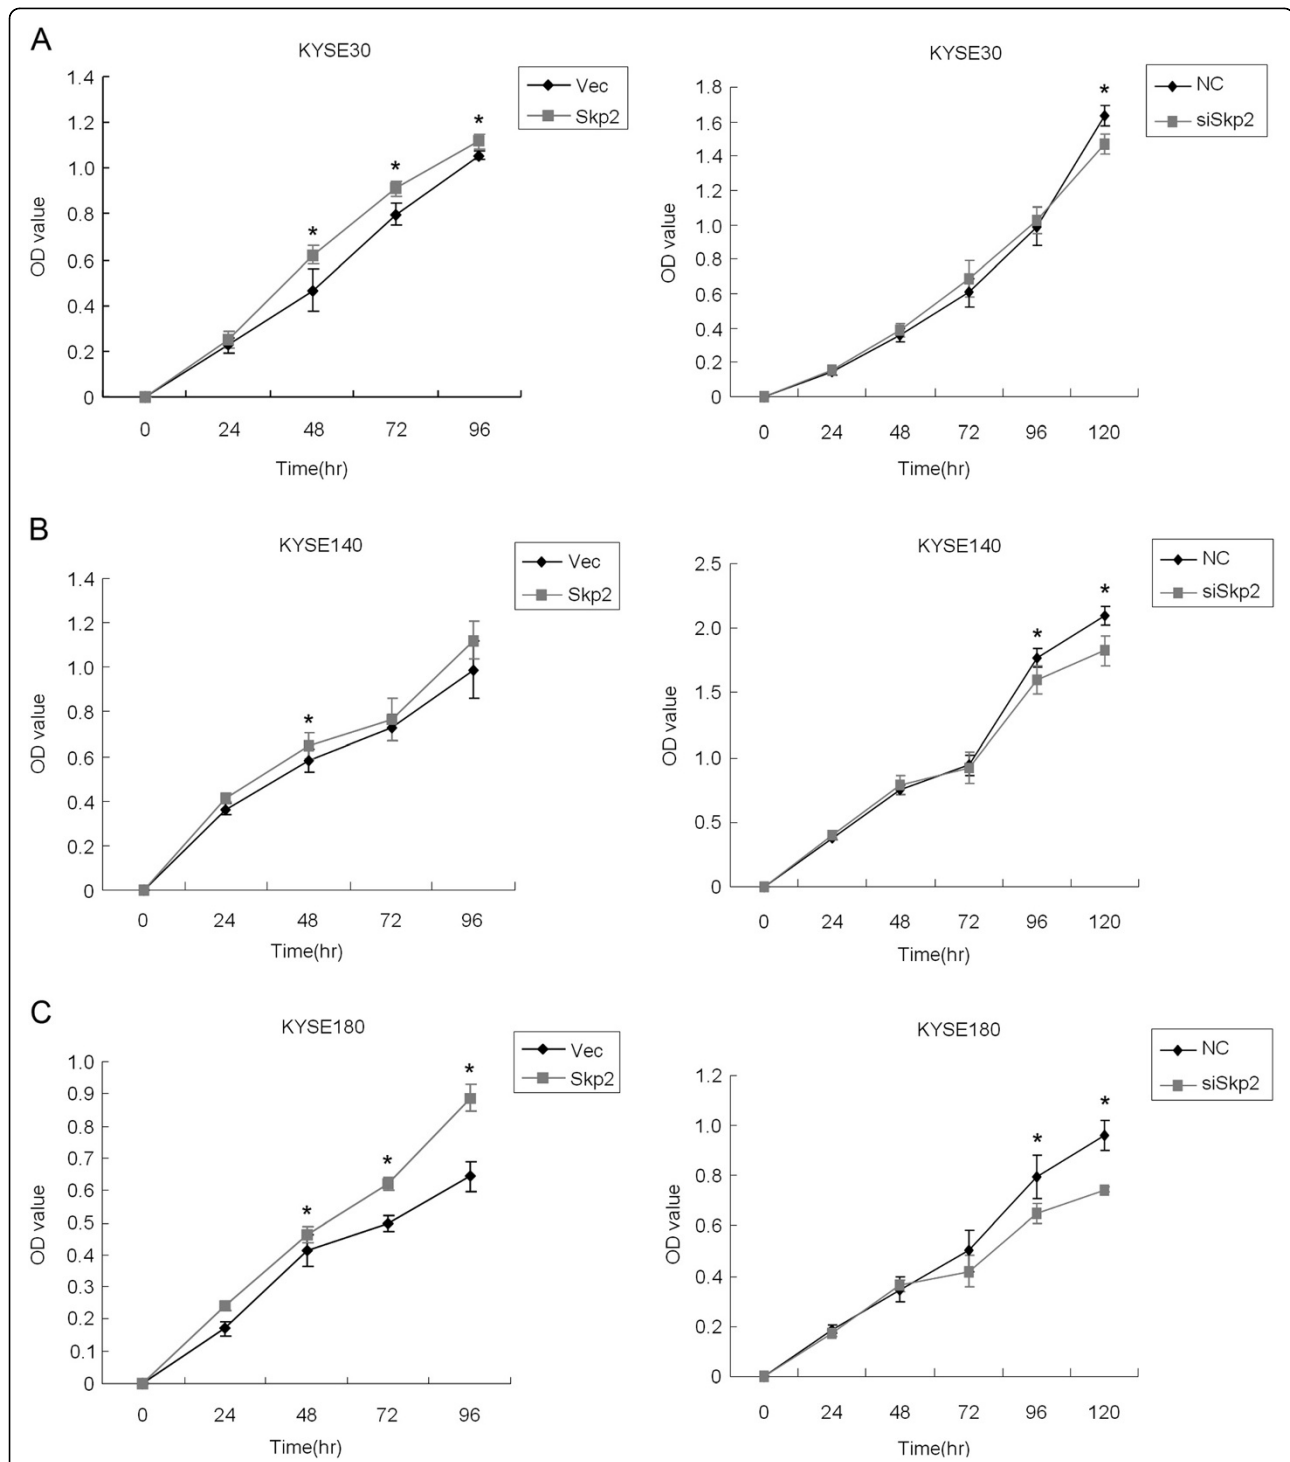 A
KYSE30
1.4
1.2
1.0
0.8
0.6
0.4
0.2
0
OD value
* * *
0 24 48 72 96
Time(hr)
Vec
Skp2
KYSE30
1.8
1.6
1.4
1.2
1.0
0.8
0.6
0.4
0.2
0
OD value
*
0 24 48 72 96 120
Time(hr)
NC
siSkp2
B
KYSE140
1.4
1.2
1.0
0.8
0.6
0.4
0.2
0
OD value
*
0 24 48 72 96
Time(hr)
Vec
Skp2
KYSE140
2.5
2.0
1.5
1.0
0.5
0
OD value
* *
0 24 48 72 96 120
Time(hr)
NC
siSkp2
C
KYSE180
1.0
0.9
0.8
0.7
0.6
0.5
0.4
0.3
0.2
0.1
0
OD value
* * *
0 24 48 72 96
Time(hr)
Vec
Skp2
KYSE180
1.2
1.0
0.8
0.6
0.4
0.2
0
OD value
* *
0 24 48 72 96 120
Time(hr)
NC
siSkp2